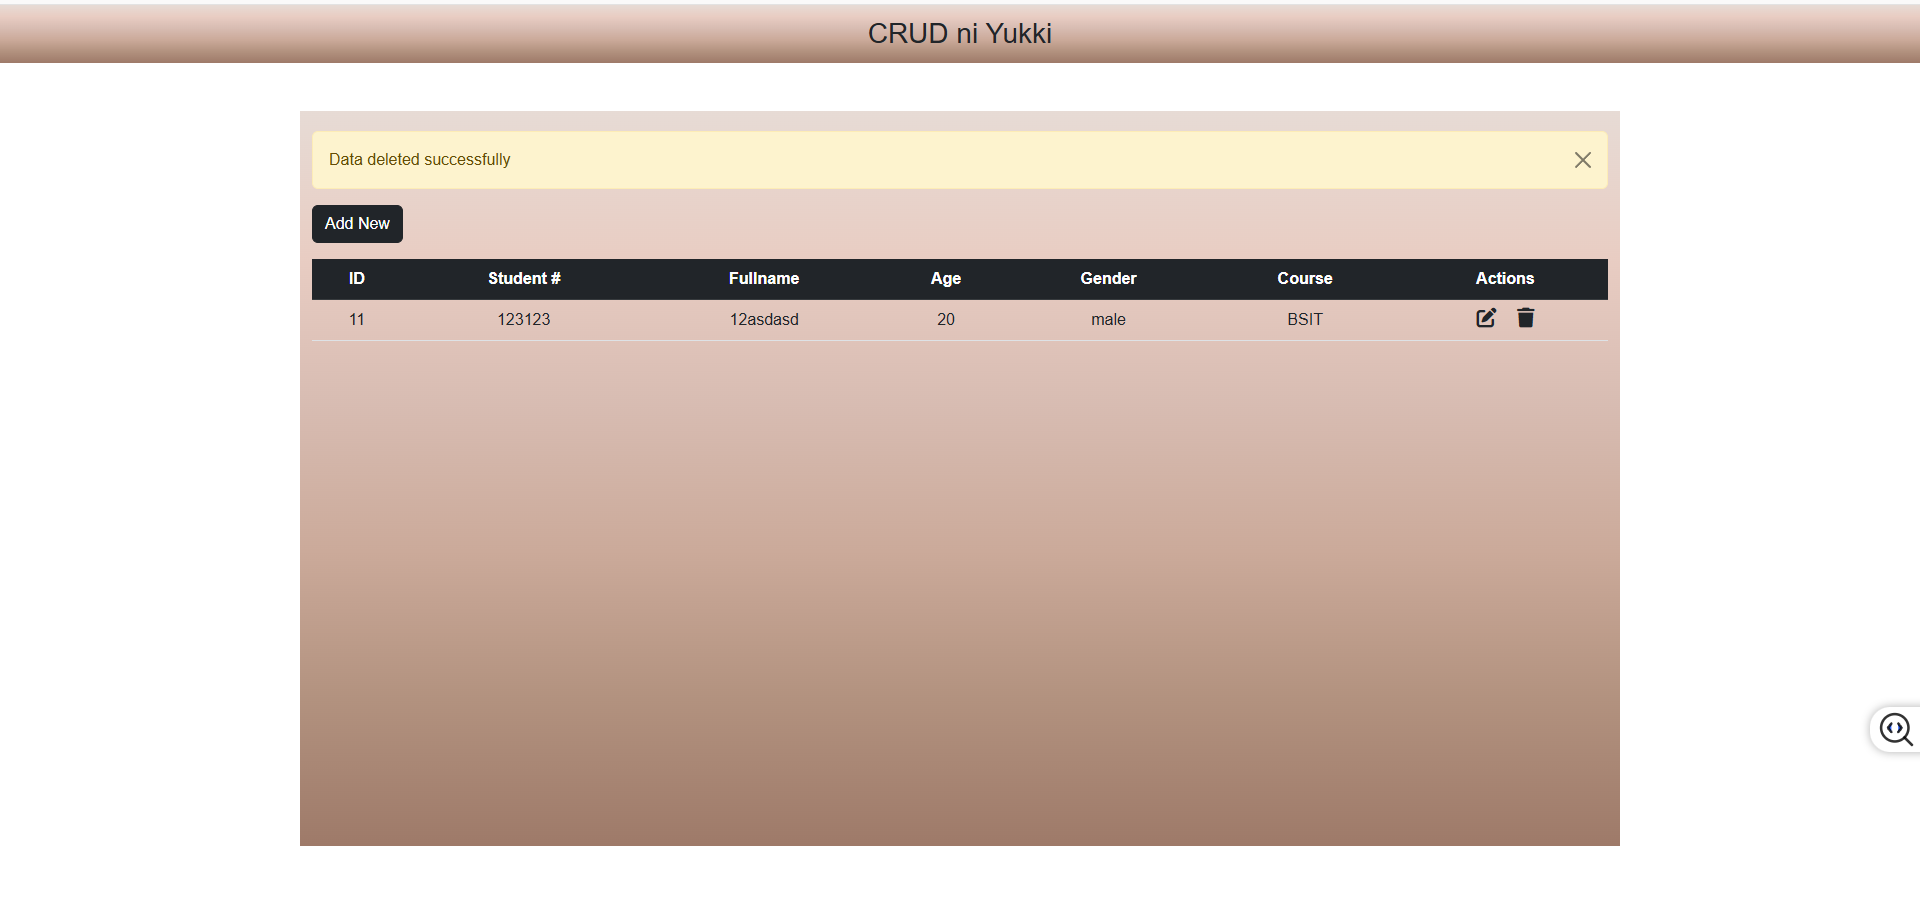 CRUD ni Yukki
Data deleted successfully
Add New
ID Student # Fullname Age Gender Course Actions
11 123123 12asdasd 20 male BSIT